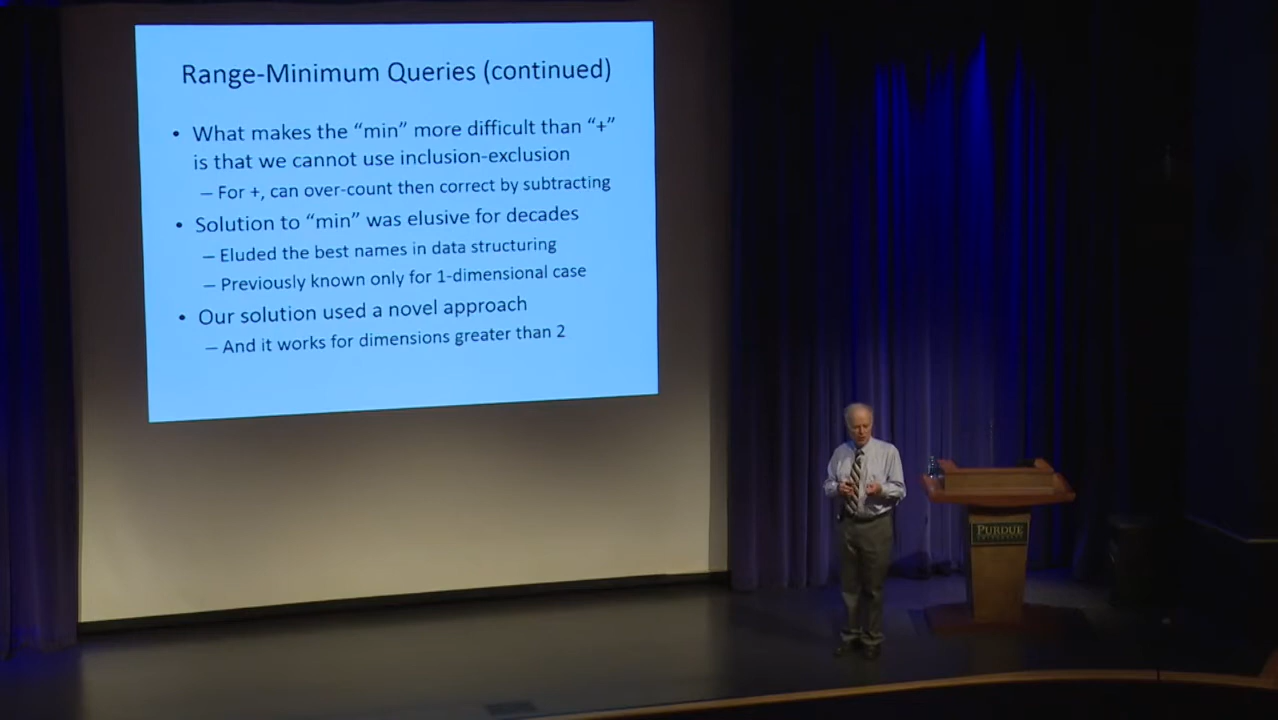 Range-Minimum Queries (continued)
• What makes the “min” more difficult than “+”
is that we cannot use inclusion-exclusion
– For +, can over-count then correct by subtracting
• Solution to “min” was elusive for decades
– Eluded the best names in data structuring
– Previously known only for 1-dimensional case
• Our solution used a novel approach
– And it works for dimensions greater than 2
PURDUE